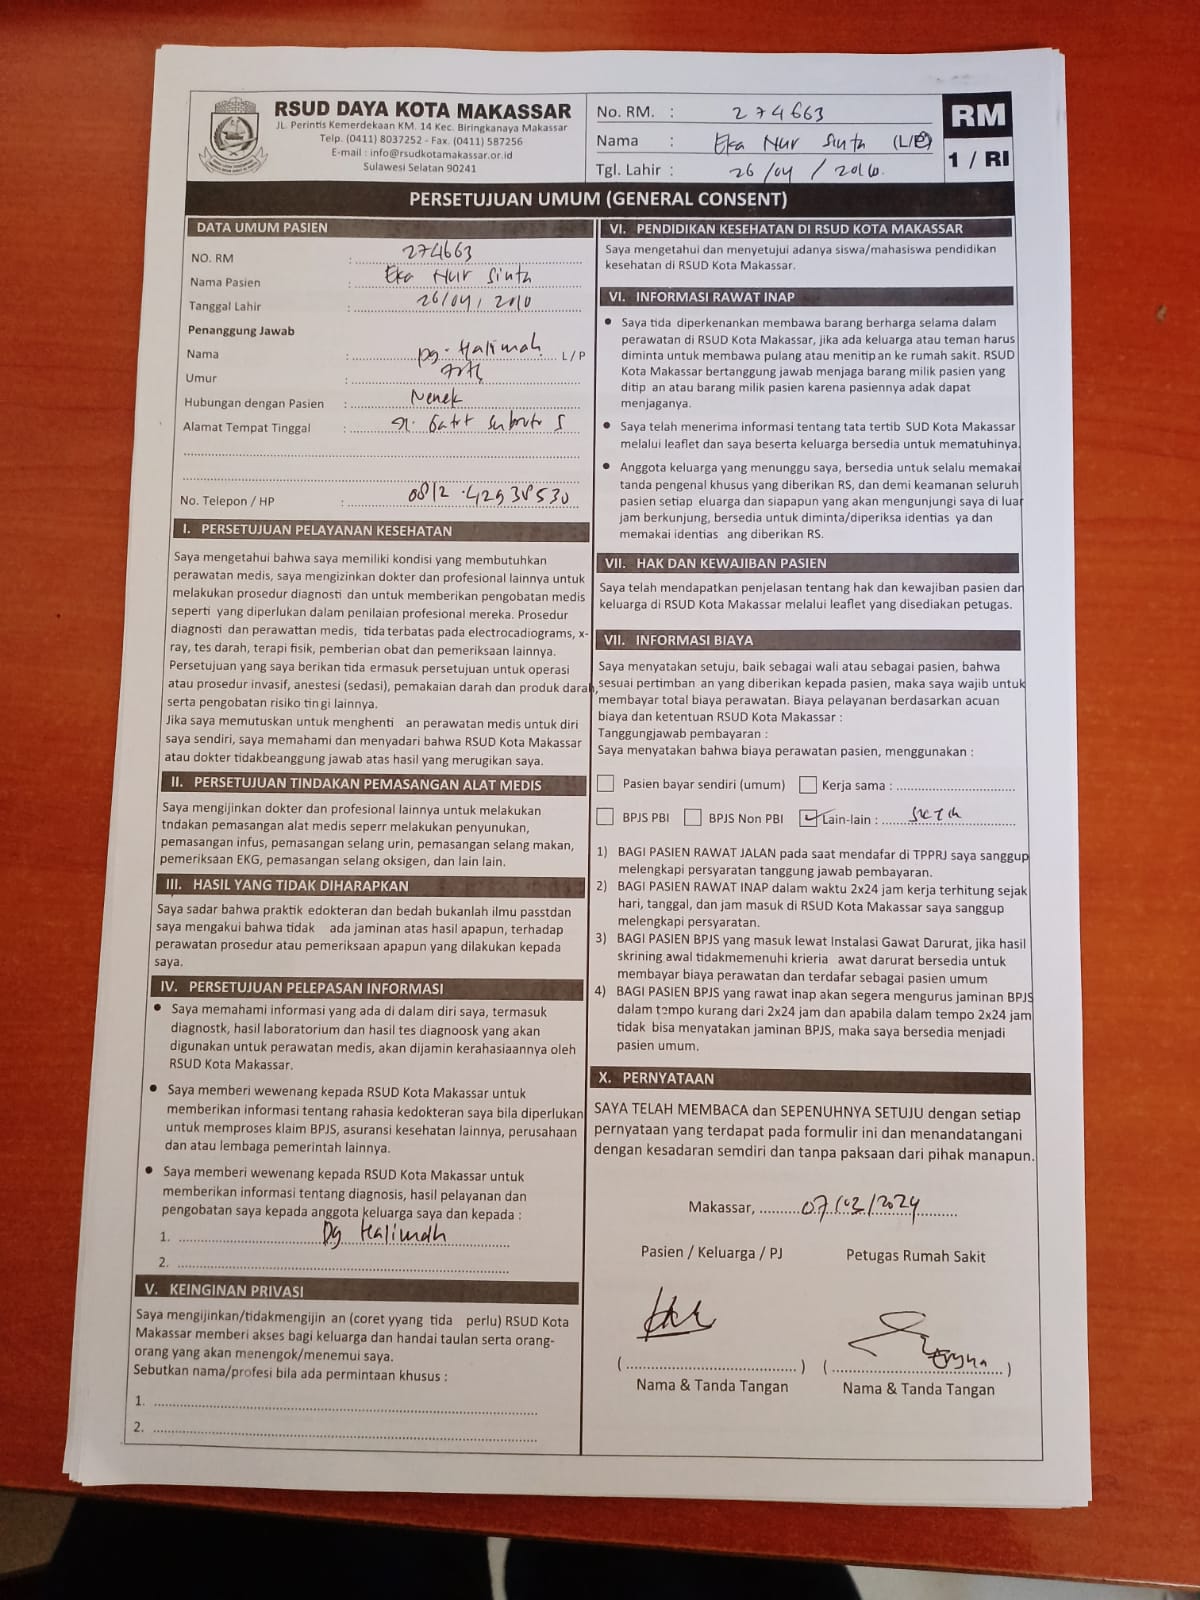 RSUD DAYA KOTA MAKASSAR
JL. Perintis Kemerdekaan KM. 14 Kec. Biringkanaya Makassar
Telp. (0411) 8037252 - Fax. (0411) 587256
E-mail : info@rsudkotamakassar.or.id
Sulawesi Selatan 90241
No. RM. : 274663
Nama : Eka Nur Sinta (L/P)
Tgl. Lahir : 26/04/2010.
RM
1 / RI
PERSETUJUAN UMUM (GENERAL CONSENT)
DATA UMUM PASIEN
NO. RM : 274663
Nama Pasien : Eka Nur Sinta
Tanggal Lahir : 26/04, 2010
Penanggung Jawab
Nama : Dg. Halimah L/P
Umur :
Hubungan dengan Pasien : Nenek
Alamat Tempat Tinggal : Gatot
No. Telepon / HP : 0812 .42938530
I. PERSETUJUAN PELAYANAN KESEHATAN
Saya mengetahui bahwa saya memiliki kondisi yang membutuhkan
perawatan medis, saya mengizinkan dokter dan profesional lainnya untuk
melakukan prosedur diagnosti dan untuk memberikan pengobatan medis
seperti yang diperlukan dalam penilaian profesional mereka. Prosedur
diagnosti dan perawattan medis, tida terbatas pada electrocadiograms, x-
ray, tes darah, terapi fisik, pemberian obat dan pemeriksaan lainnya.
Persetujuan yang saya berikan tida ermasuk persetujuan untuk operasi
atau prosedur invasif, anestesi (sedasi), pemakaian darah dan produk darah,
serta pengobatan risiko tin gi lainnya.
Jika saya memutuskan untuk menghenti an perawatan medis untuk diri
saya sendiri, saya memahami dan menyadari bahwa RSUD Kota Makassar
atau dokter tidakbeanggung jawab atas hasil yang merugikan saya.
II. PERSETUJUAN TINDAKAN PEMASANGAN ALAT MEDIS
Saya mengijinkan dokter dan profesional lainnya untuk melakukan
tndakan pemasangan alat medis seperr melakukan penyunukan,
pemasangan infus, pemasangan selang urin, pemasangan selang makan,
pemeriksaan EKG, pemasangan selang oksigen, dan lain lain.
III. HASIL YANG TIDAK DIHARAPKAN
Saya sadar bahwa praktik edokteran dan bedah bukanlah ilmu passtdan
saya mengakui bahwa tidak ada jaminan atas hasil apapun, terhadap
perawatan prosedur atau pemeriksaan apapun yang dilakukan kepada
saya.
IV. PERSETUJUAN PELEPASAN INFORMASI
• Saya memahami informasi yang ada di dalam diri saya, termasuk
diagnostk, hasil laboratorium dan hasil tes diagnoosk yang akan
digunakan untuk perawatan medis, akan dijamin kerahasiaannya oleh
RSUD Kota Makassar.
• Saya memberi wewenang kepada RSUD Kota Makassar untuk
memberikan informasi tentang rahasia kedokteran saya bila diperlukan
untuk memproses klaim BPJS, asuransi kesehatan lainnya, perusahaan
dan atau lembaga pemerintah lainnya.
• Saya memberi wewenang kepada RSUD Kota Makassar untuk
memberikan informasi tentang diagnosis, hasil pelayanan dan
pengobatan saya kepada anggota keluarga saya dan kepada :
1. Dg Halimah
2.
V. KEINGINAN PRIVASI
Saya mengijinkan/tidakmengijin an (coret yyang tida perlu) RSUD Kota
Makassar memberi akses bagi keluarga dan handai taulan serta orang-
orang yang akan menengok/menemui saya.
Sebutkan nama/profesi bila ada permintaan khusus :
1.
2.
VI. PENDIDIKAN KESEHATAN DI RSUD KOTA MAKASSAR
Saya mengetahui dan menyetujui adanya siswa/mahasiswa pendidikan
kesehatan di RSUD Kota Makassar.
VI. INFORMASI RAWAT INAP
• Saya tida diperkenankan membawa barang berharga selama dalam
perawatan di RSUD Kota Makassar, jika ada keluarga atau teman harus
diminta untuk membawa pulang atau menitip an ke rumah sakit. RSUD
Kota Makassar bertanggung jawab menjaga barang milik pasien yang
ditip an atau barang milik pasien karena pasiennya adak dapat
menjaganya.
• Saya telah menerima informasi tentang tata tertib SUD Kota Makassar
melalui leaflet dan saya beserta keluarga bersedia untuk mematuhinya.
• Anggota keluarga yang menunggu saya, bersedia untuk selalu memakai
tanda pengenal khusus yang diberikan RS, dan demi keamanan seluruh
pasien setiap eluarga dan siapapun yang akan mengunjungi saya di luar
jam berkunjung, bersedia untuk diminta/diperiksa identias ya dan
memakai identias ang diberikan RS.
VII. HAK DAN KEWAJIBAN PASIEN
Saya telah mendapatkan penjelasan tentang hak dan kewajiban pasien dan
keluarga di RSUD Kota Makassar melalui leaflet yang disediakan petugas.
VII. INFORMASI BIAYA
Saya menyatakan setuju, baik sebagai wali atau sebagai pasien, bahwa
sesuai pertimban an yang diberikan kepada pasien, maka saya wajib untuk
membayar total biaya perawatan. Biaya pelayanan berdasarkan acuan
biaya dan ketentuan RSUD Kota Makassar :
Tanggungjawab pembayaran :
Saya menyatakan bahwa biaya perawatan pasien, menggunakan :
Pasien bayar sendiri (umum) Kerja sama :
BPJS PBI BPJS Non PBI Lain-lain :
1) BAGI PASIEN RAWAT JALAN pada saat mendafar di TPPRJ saya sanggup
melengkapi persyaratan tanggung jawab pembayaran.
2) BAGI PASIEN RAWAT INAP dalam waktu 2x24 jam kerja terhitung sejak
hari, tanggal, dan jam masuk di RSUD Kota Makassar saya sanggup
melengkapi persyaratan.
3) BAGI PASIEN BPJS yang masuk lewat Instalasi Gawat Darurat, jika hasil
skrining awal tidakmemenuhi krieria awat darurat bersedia untuk
membayar biaya perawatan dan terdafar sebagai pasien umum
4) BAGI PASIEN BPJS yang rawat inap akan segera mengurus jaminan BPJS
dalam tempo kurang dari 2x24 jam dan apabila dalam tempo 2x24 jam
tidak bisa menyatakan jaminan BPJS, maka saya bersedia menjadi
pasien umum.
X. PERNYATAAN
SAYA TELAH MEMBACA dan SEPENUHNYA SETUJU dengan setiap
pernyataan yang terdapat pada formulir ini dan menandatangani
dengan kesadaran semdiri dan tanpa paksaan dari pihak manapun.
Makassar, 07/03/2024
Pasien / Keluarga / PJ Petugas Rumah Sakit
( ) ( )
Nama & Tanda Tangan Nama & Tanda Tangan